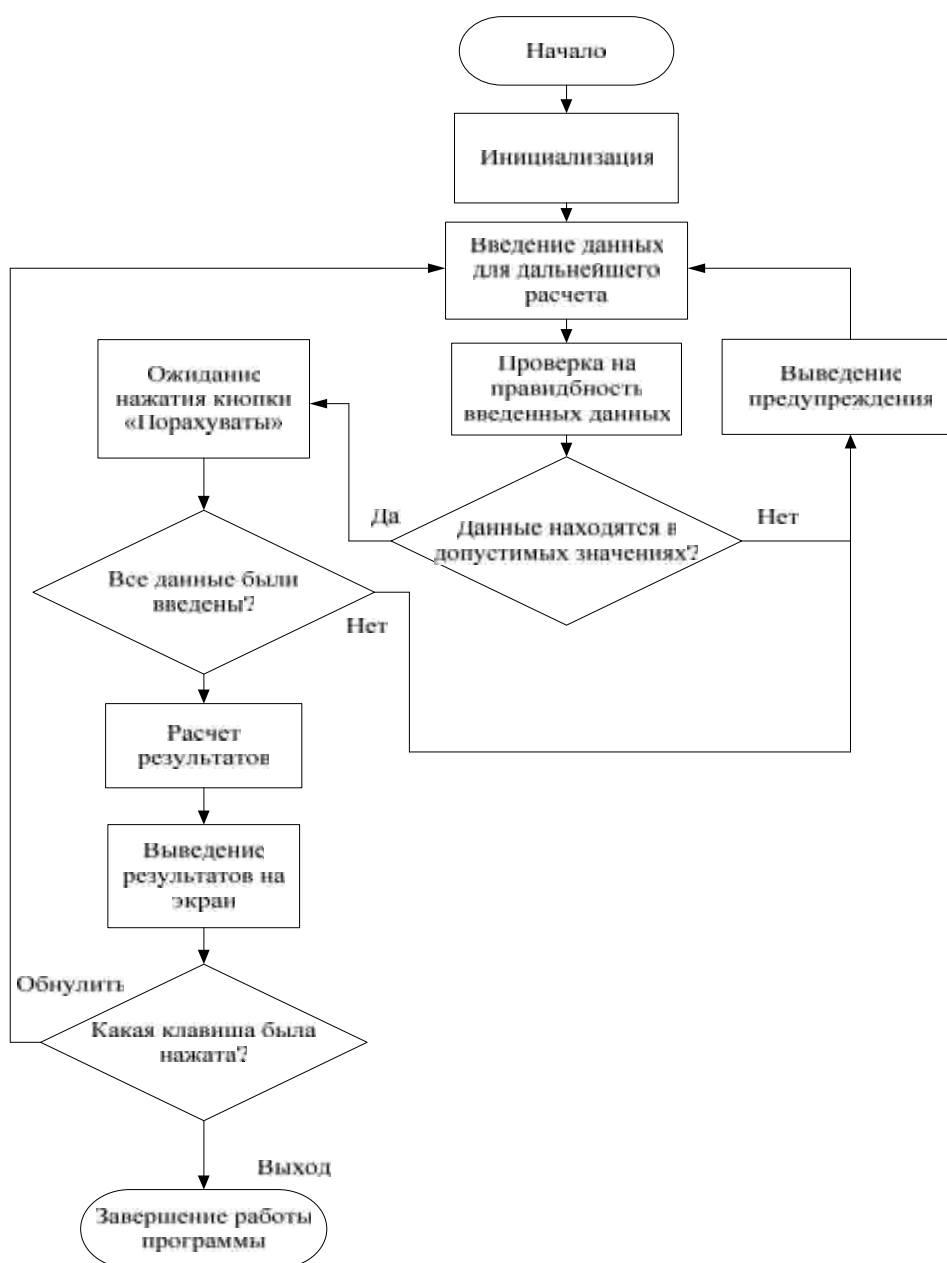 Начало
Инициализация
Введение данных
для дальнейшего
расчета
Проверка на
правидбность
введенных данных
Выведение
предупреждения
Ожидание
нажатия кнопки
«Порахуваты»
Да
Данные находятся в
допустимых значениях?
Нет
Все данные были
введены?
Нет
Расчет
результатов
Выведение
результатов на
экран
Обнулить
Какая клавиша была
нажата?
Выход
Завершение работы
программы